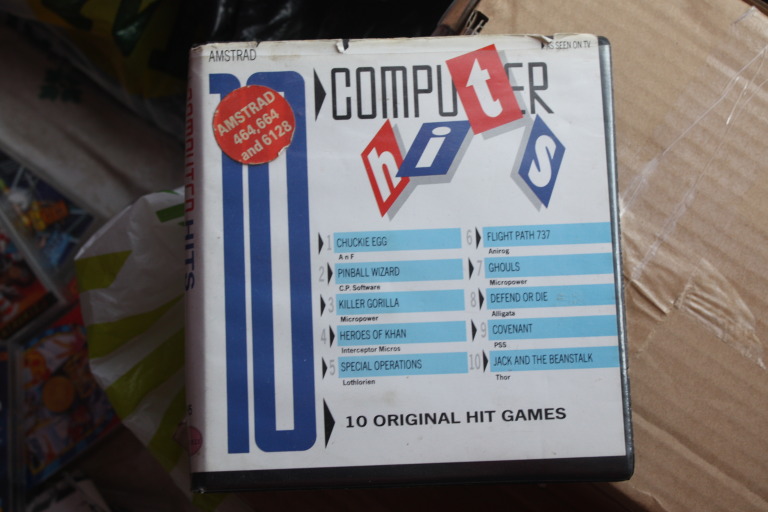 AMSTRAD
AS SEEN ON TV
10
COMPUTER
hits
AMSTRAD
464,664
and 6128
COMPUTER HITS
1 CHUCKIE EGG
A n F
2 PINBALL WIZARD
C.P. Software
3 KILLER GORILLA
Micropower
4 HEROES OF KHAN
Interceptor Micros
5 SPECIAL OPERATIONS
Lothlorien
6 FLIGHT PATH 737
Anirog
7 GHOULS
Micropower
8 DEFEND OR DIE
Alligata
9 COVENANT
PSS
10 JACK AND THE BEANSTALK
Thor
10 ORIGINAL HIT GAMES